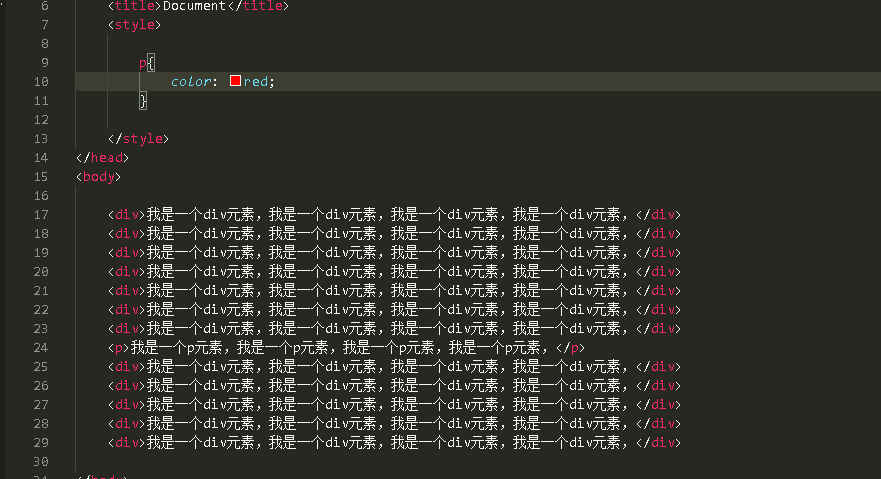 6 <title>Document</title>
7 <style>
8
9 p{
10 color: red;
11 }
12
13 </style>
14 </head>
15 <body>
16
17 <div>我是一个div元素，我是一个div元素，我是一个div元素，我是一个div元素，</div>
18 <div>我是一个div元素，我是一个div元素，我是一个div元素，我是一个div元素，</div>
19 <div>我是一个div元素，我是一个div元素，我是一个div元素，我是一个div元素，</div>
20 <div>我是一个div元素，我是一个div元素，我是一个div元素，我是一个div元素，</div>
21 <div>我是一个div元素，我是一个div元素，我是一个div元素，我是一个div元素，</div>
22 <div>我是一个div元素，我是一个div元素，我是一个div元素，我是一个div元素，</div>
23 <div>我是一个div元素，我是一个div元素，我是一个div元素，我是一个div元素，</div>
24 <p>我是一个p元素，我是一个p元素，我是一个p元素，我是一个p元素，</p>
25 <div>我是一个div元素，我是一个div元素，我是一个div元素，我是一个div元素，</div>
26 <div>我是一个div元素，我是一个div元素，我是一个div元素，我是一个div元素，</div>
27 <div>我是一个div元素，我是一个div元素，我是一个div元素，我是一个div元素，</div>
28 <div>我是一个div元素，我是一个div元素，我是一个div元素，我是一个div元素，</div>
29 <div>我是一个div元素，我是一个div元素，我是一个div元素，我是一个div元素，</div>
30